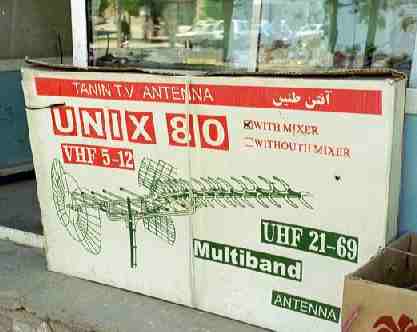 TANIN T.V ANTENNA آنتن طنین
UNIX 80
WITH MIXER
WITHOUTH MIXER
VHF 5-12
UHF 21-69
Multiband
ANTENNA